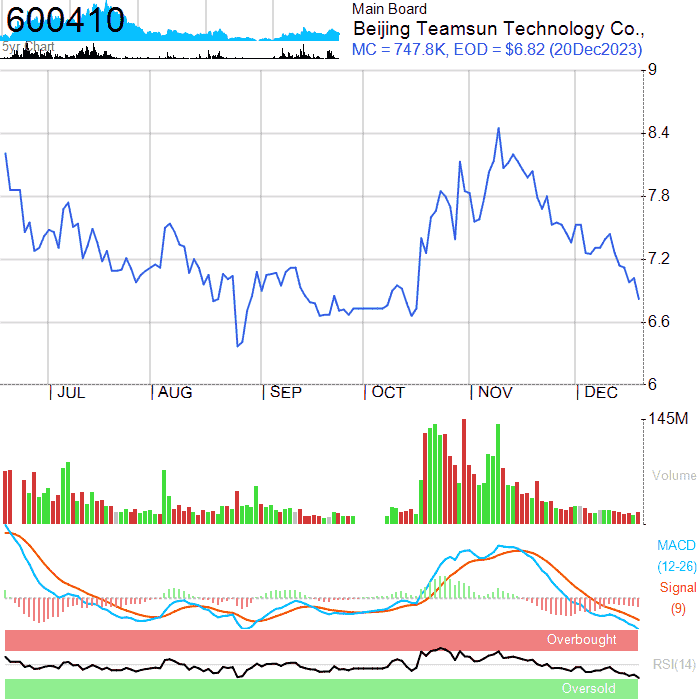 600410
5yr Chart
Main Board
Beijing Teamsun Technology Co.,
MC = 747.8K, EOD = $6.82 (20Dec2023)
9
8.4
7.8
7.2
6.6
6
JUL AUG SEP OCT NOV DEC
145M
Volume
MACD
(12-26)
Signal
(9)
Overbought
RSI(14)
Oversold